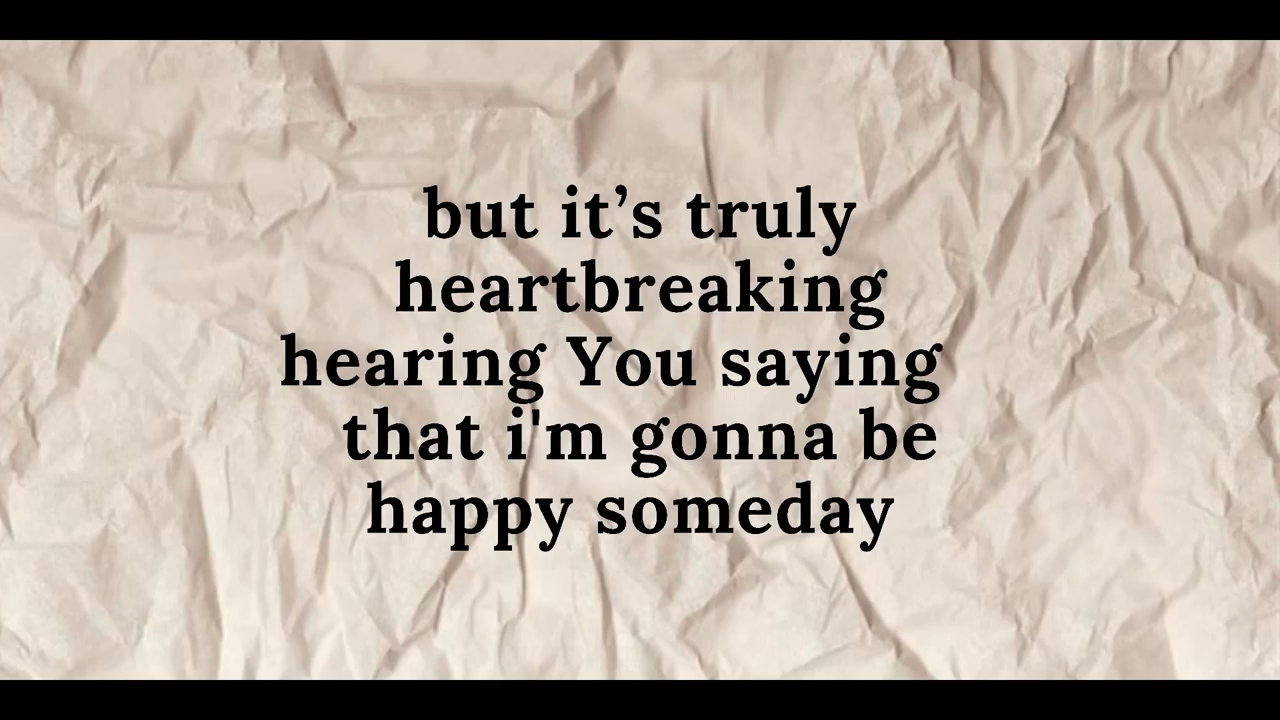 but it’s truly
heartbreaking
hearing You saying
that i'm gonna be
happy someday